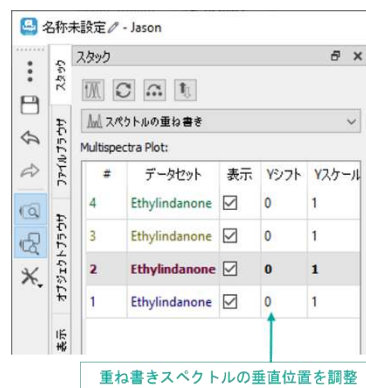 名称未設定 - Jason
スタック
スタック
ファイルブラウザ
オブジェクトブラウザ
表示
スペクトルの重ね書き
Multispectra Plot:
# データセット 表示 Yシフト Yスケール
4 Ethylindanone 0 1
3 Ethylindanone 0 1
2 Ethylindanone 0 1
1 Ethylindanone 0 1
重ね書きスペクトルの垂直位置を調整